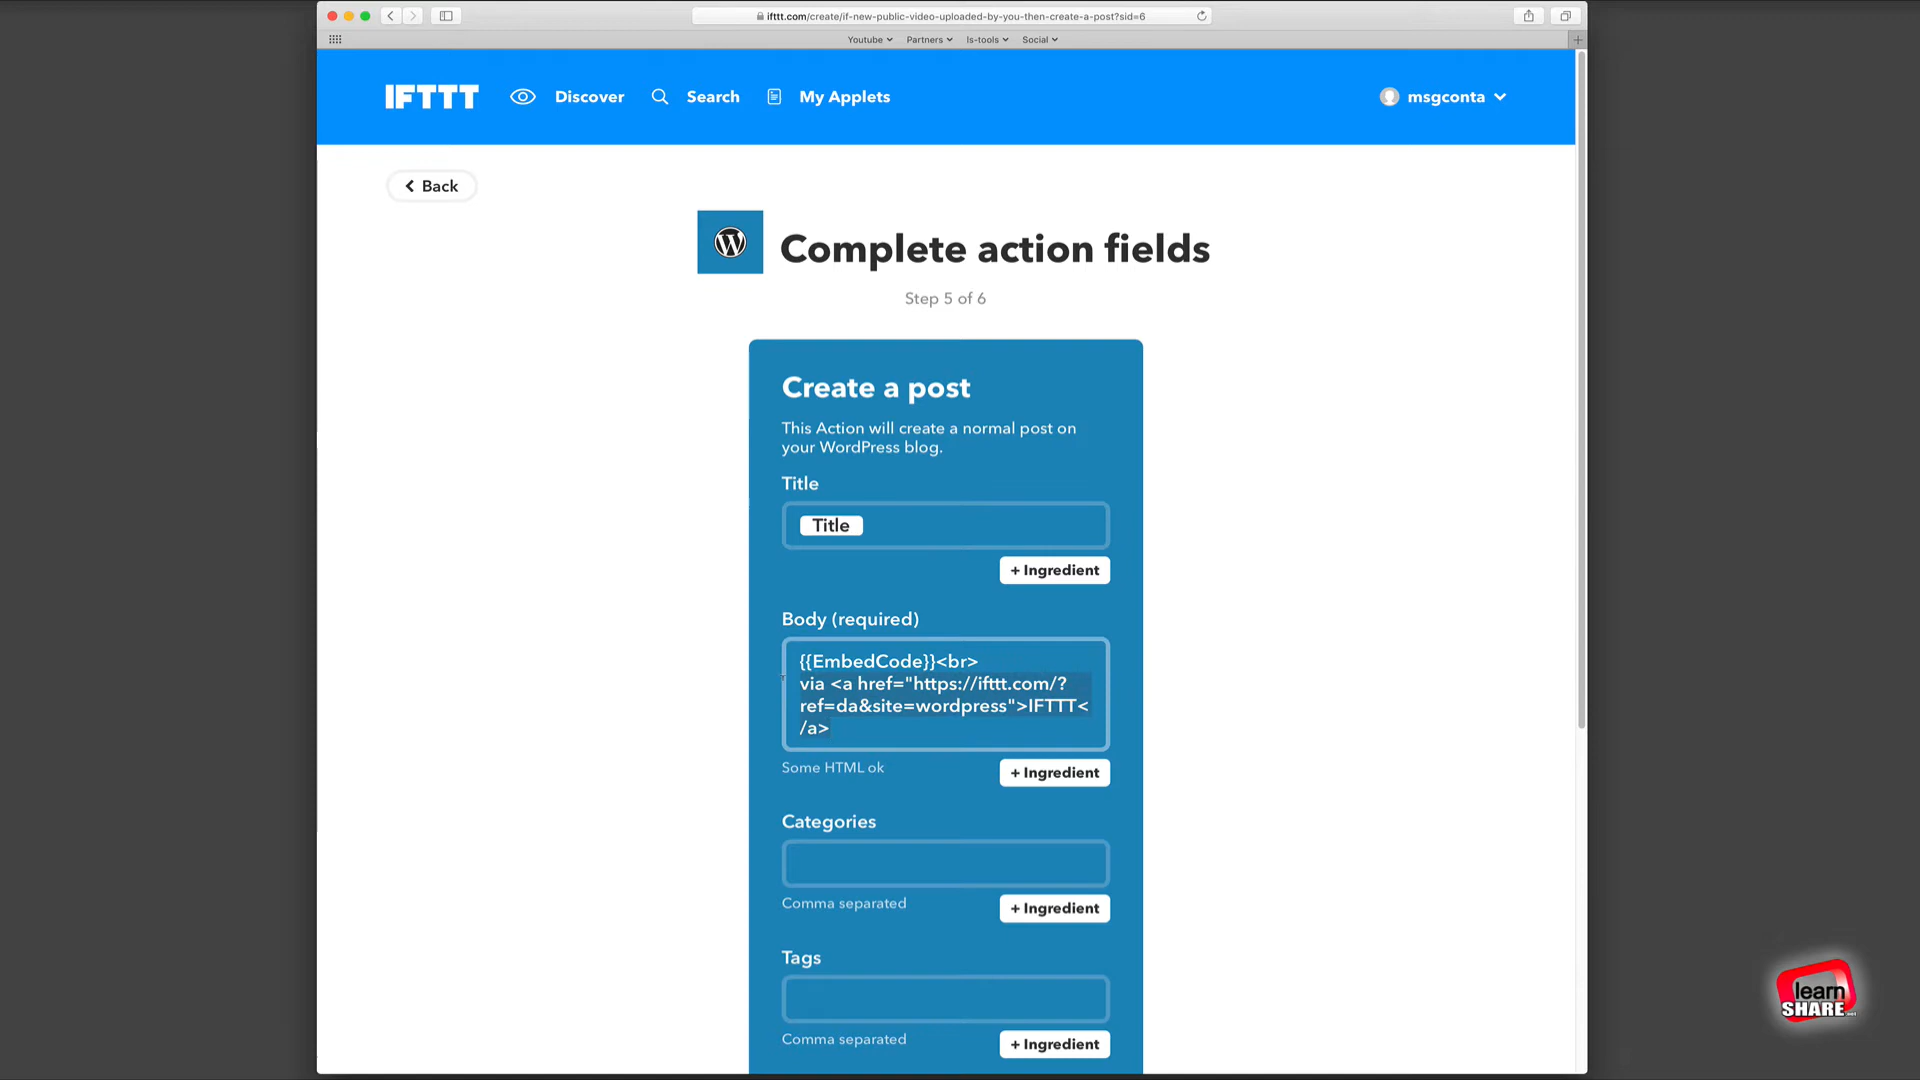 ifttt.com/create/if-new-public-video-uploaded-by-you-then-create-a-post?sid=6
Youtube Partners ls-tools Social
IFTTT Discover Search My Applets msgconta
Back
Complete action fields
Step 5 of 6
Create a post
This Action will create a normal post on
your WordPress blog.
Title
Title
+ Ingredient
Body (required)
{{EmbedCode}}<br>
via <a href="https://ifttt.com/?
ref=da&site=wordpress">IFTTT<
/a>
Some HTML ok
+ Ingredient
Categories
Comma separated
+ Ingredient
Tags
Comma separated
+ Ingredient
learn
SHARE.net